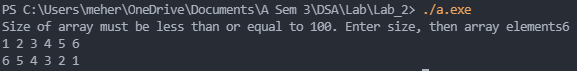 PS C:\Users\meher\OneDrive\Documents\A Sem 3\DSA\Lab\Lab_2> ./a.exe
Size of array must be less than or equal to 100. Enter size, then array elements6
1 2 3 4 5 6
6 5 4 3 2 1